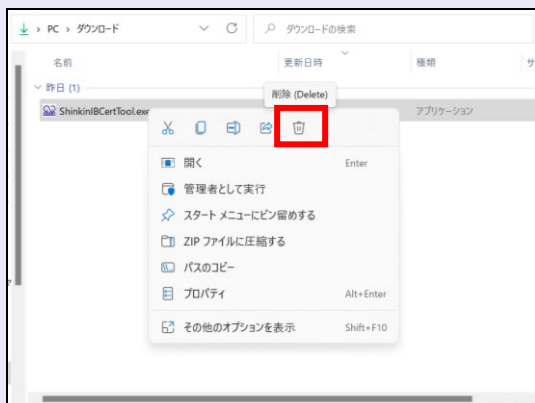 PC › ダウンロード ダウンロードの検索
名前 更新日時 種類 サ
昨日 (1)
削除 (Delete)
ShinkinIBCertTool.exe アプリケーション
開く Enter
管理者として実行
スタート メニューにピン留めする
ZIP ファイルに圧縮する
パスのコピー
プロパティ Alt+Enter
その他のオプションを表示 Shift+F10